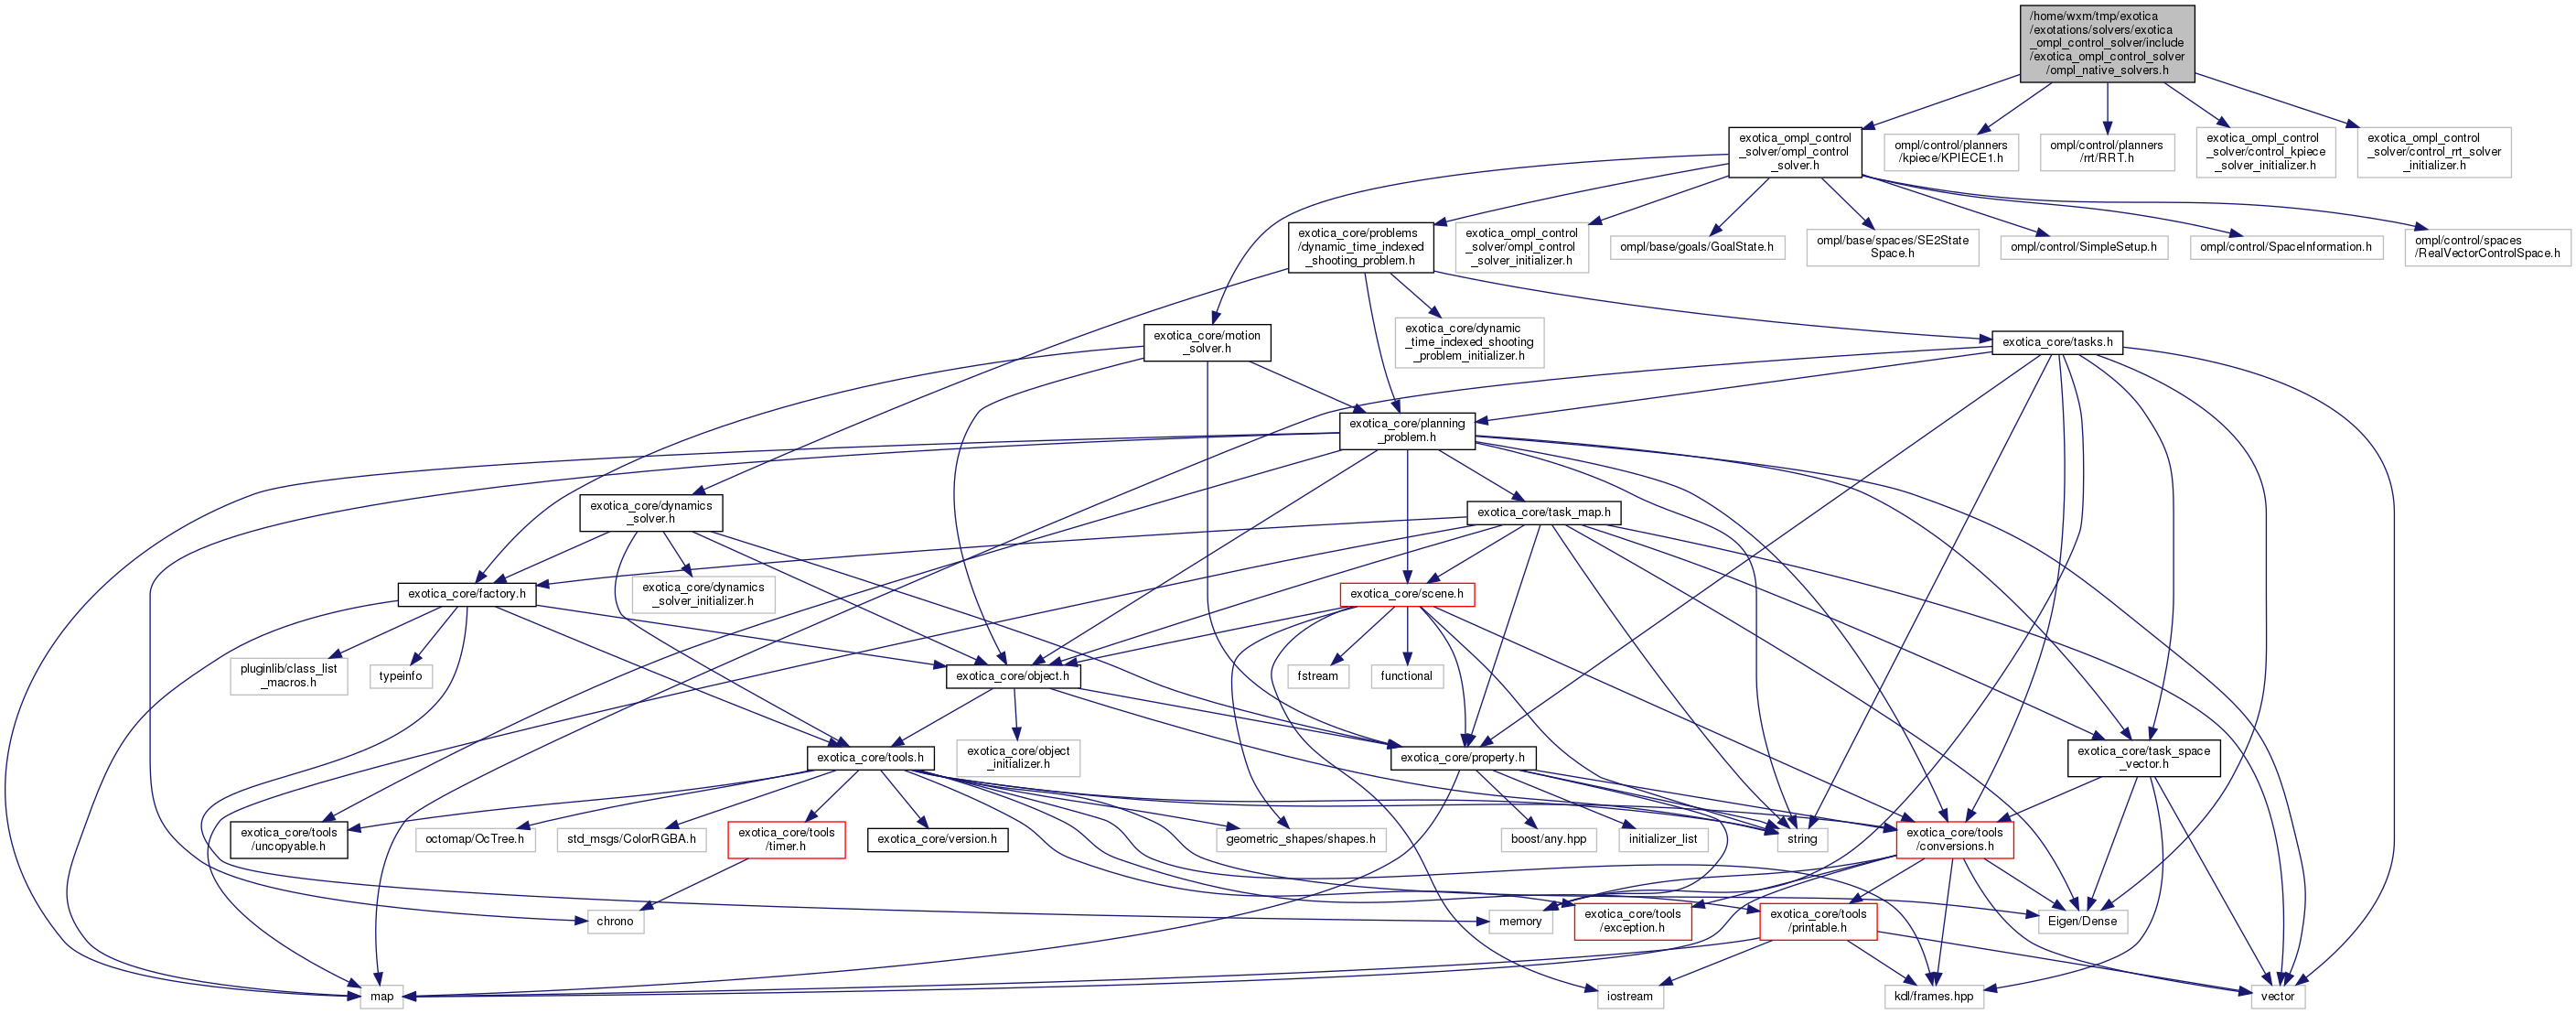 /home/wxm/tmp/exotica
/exotations/solvers/exotica
_ompl_control_solver/include
/exotica_ompl_control_solver
/ompl_native_solvers.h
exotica_ompl_control
_solver/ompl_control
_solver.h
ompl/control/planners
/kpiece/KPIECE1.h
ompl/control/planners
/rrt/RRT.h
exotica_ompl_control
_solver/control_kpiece
_solver_initializer.h
exotica_ompl_control
_solver/control_rrt_solver
_initializer.h
exotica_core/problems
/dynamic_time_indexed
_shooting_problem.h
exotica_ompl_control
_solver/ompl_control
_solver_initializer.h
ompl/base/goals/GoalState.h
ompl/base/spaces/SE2State
Space.h
ompl/control/SimpleSetup.h
ompl/control/SpaceInformation.h
ompl/control/spaces
/RealVectorControlSpace.h
exotica_core/motion
_solver.h
exotica_core/dynamic
_time_indexed_shooting
_problem_initializer.h
exotica_core/tasks.h
exotica_core/planning
_problem.h
exotica_core/dynamics
_solver.h
exotica_core/task_map.h
exotica_core/factory.h
exotica_core/dynamics
_solver_initializer.h
exotica_core/scene.h
pluginlib/class_list
_macros.h
typeinfo
exotica_core/object.h
fstream
functional
exotica_core/tools.h
exotica_core/object
_initializer.h
exotica_core/property.h
exotica_core/task_space
_vector.h
exotica_core/tools
/uncopyable.h
octomap/OcTree.h
std_msgs/ColorRGBA.h
exotica_core/tools
/timer.h
exotica_core/version.h
geometric_shapes/shapes.h
boost/any.hpp
initializer_list
string
exotica_core/tools
/conversions.h
chrono
memory
exotica_core/tools
/exception.h
exotica_core/tools
/printable.h
Eigen/Dense
map
iostream
kdl/frames.hpp
vector